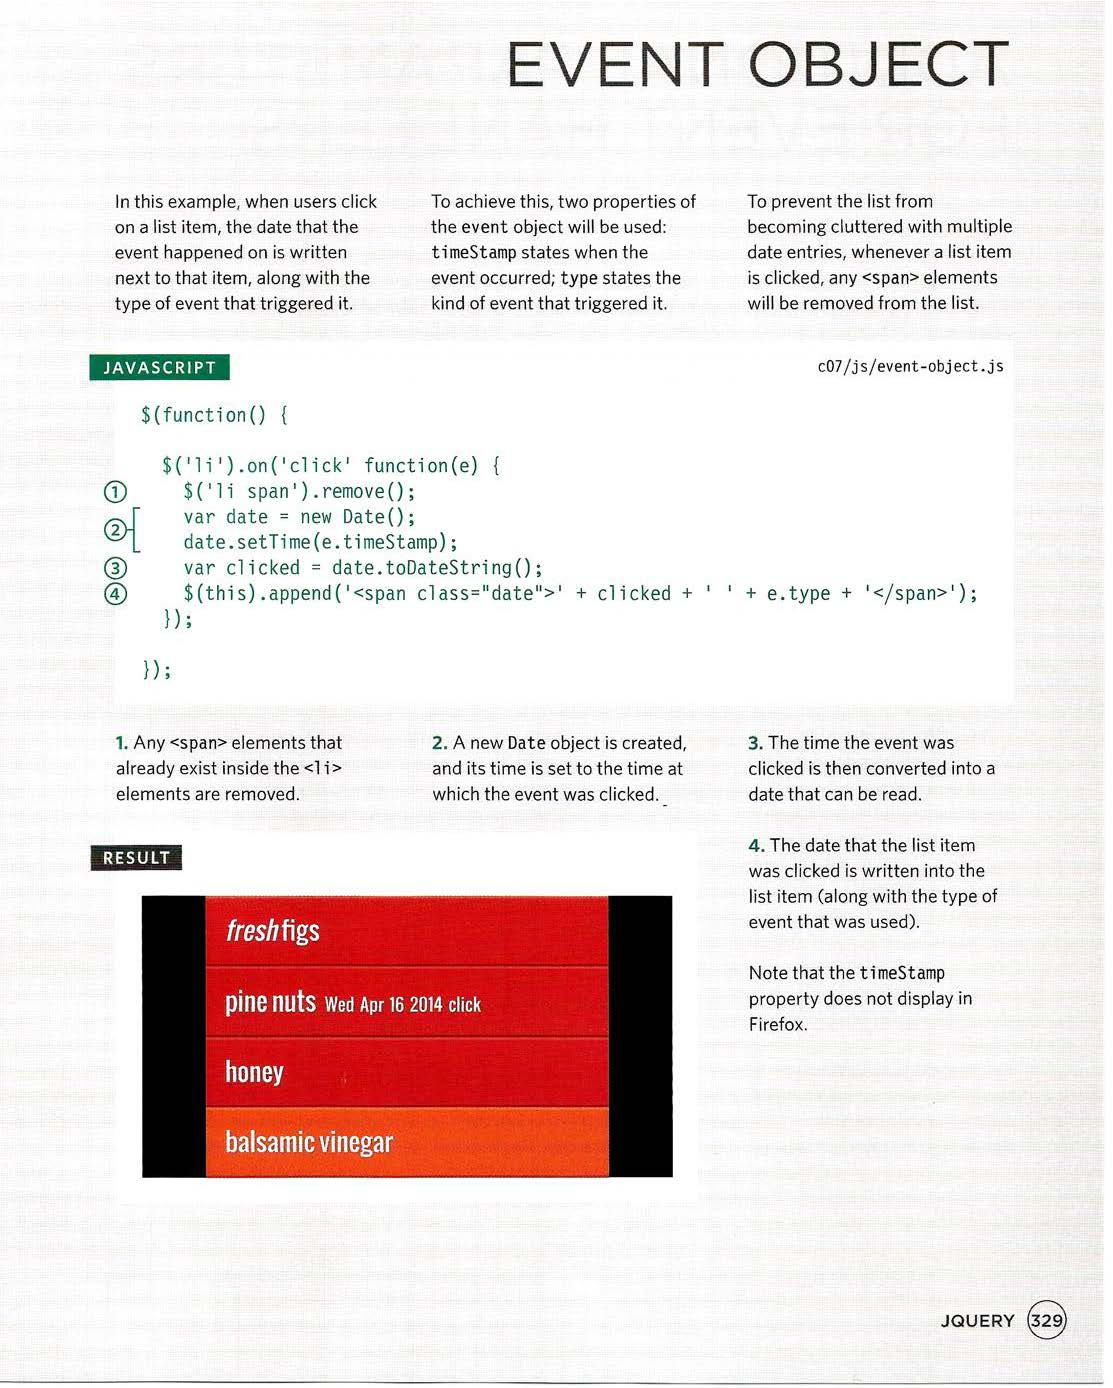 EVENT OBJECT
In this example, when users click
on a list item, the date that the
event happened on is written
next to that item, along with the
type of event that triggered it.
To achieve this, two properties of
the event object will be used:
timeStamp states when the
event occurred; type states the
kind of event that triggered it.
To prevent the list from
becoming cluttered with multiple
date entries, whenever a list item
is clicked, any <span> elements
will be removed from the list.
JAVASCRIPT
c07/js/event-object.js
$(function() {
$('li').on('click' function(e) {
① $('li span').remove();
② var date = new Date();
date.setTime(e.timeStamp);
③ var clicked = date.toDateString();
④ $(this).append('<span class="date">' + clicked + ' ' + e.type + '</span>');
});
});
1. Any <span> elements that
already exist inside the <li>
elements are removed.
2. A new Date object is created,
and its time is set to the time at
which the event was clicked.
3. The time the event was
clicked is then converted into a
date that can be read.
4. The date that the list item
was clicked is written into the
list item (along with the type of
event that was used).
Note that the timeStamp
property does not display in
Firefox.
RESULT
fresh figs
pine nuts Wed Apr 16 2014 click
honey
balsamic vinegar
JQUERY 329